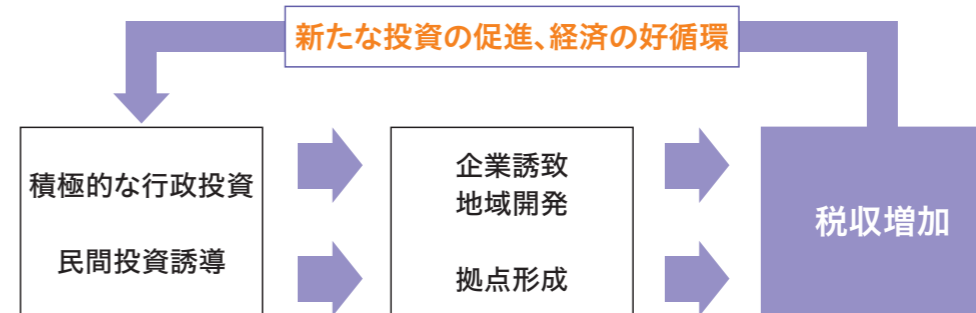 新たな投資の促進、経済の好循環
積極的な行政投資
民間投資誘導
企業誘致
地域開発
拠点形成
税収増加